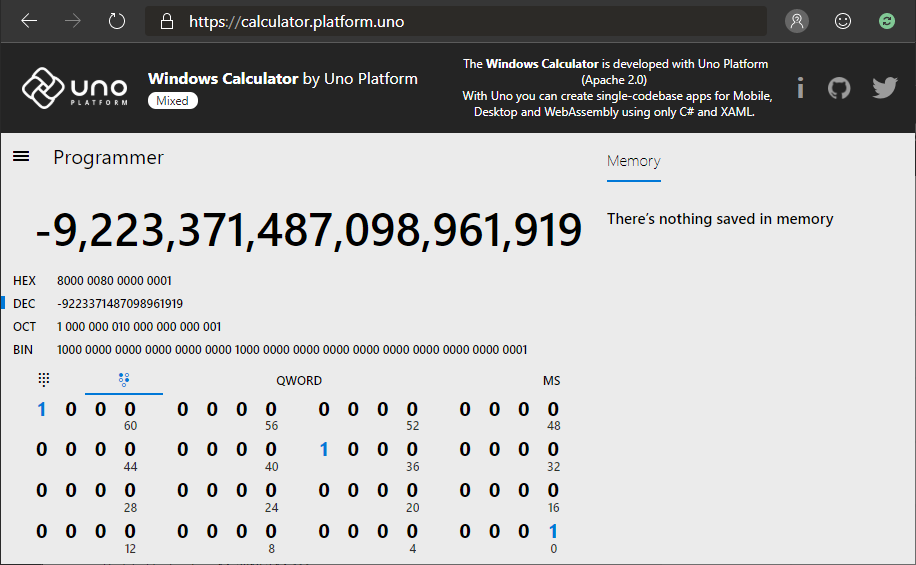 https://calculator.platform.uno
UNO
PLATFORM
Windows Calculator by Uno Platform
Mixed
The Windows Calculator is developed with Uno Platform
(Apache 2.0)
With Uno you can create single-codebase apps for Mobile,
Desktop and WebAssembly using only C# and XAML.
Programmer
Memory
-9,223,371,487,098,961,919
There's nothing saved in memory
HEX 8000 0080 0000 0001
DEC -9223371487098961919
OCT 1 000 000 010 000 000 000 001
BIN 1000 0000 0000 0000 0000 0000 1000 0000 0000 0000 0000 0000 0000 0000 0000 0001
QWORD MS
1 0 0 0 0 0 0 0 0 0 0 0 0 0 0 0
60 56 52 48
0 0 0 0 0 0 0 0 1 0 0 0 0 0 0 0
44 40 36 32
0 0 0 0 0 0 0 0 0 0 0 0 0 0 0 0
28 24 20 16
0 0 0 0 0 0 0 0 0 0 0 0 0 0 0 1
12 8 4 0